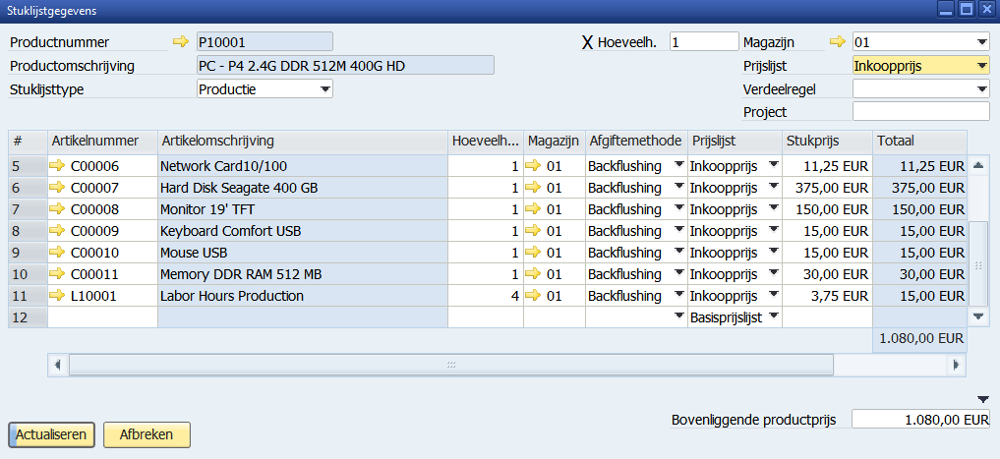 Stuklijstgegevens
Productnummer P10001 X Hoeveelh. 1 Magazijn 01
Productomschrijving PC - P4 2.4G DDR 512M 400G HD Prijslijst Inkoopprijs
Stuklijsttype Productie Verdeelregel
Project
# Artikelnummer Artikelomschrijving Hoeveelh... Magazijn Afgiftemethode Prijslijst Stukprijs Totaal
5 C00006 Network Card10/100 1 01 Backflushing Inkoopprijs 11,25 EUR 11,25 EUR
6 C00007 Hard Disk Seagate 400 GB 1 01 Backflushing Inkoopprijs 375,00 EUR 375,00 EUR
7 C00008 Monitor 19' TFT 1 01 Backflushing Inkoopprijs 150,00 EUR 150,00 EUR
8 C00009 Keyboard Comfort USB 1 01 Backflushing Inkoopprijs 15,00 EUR 15,00 EUR
9 C00010 Mouse USB 1 01 Backflushing Inkoopprijs 15,00 EUR 15,00 EUR
10 C00011 Memory DDR RAM 512 MB 1 01 Backflushing Inkoopprijs 30,00 EUR 30,00 EUR
11 L10001 Labor Hours Production 4 01 Backflushing Inkoopprijs 3,75 EUR 15,00 EUR
12 Basisprijslijst
1.080,00 EUR
Bovenliggende productprijs 1.080,00 EUR
Actualiseren Afbreken